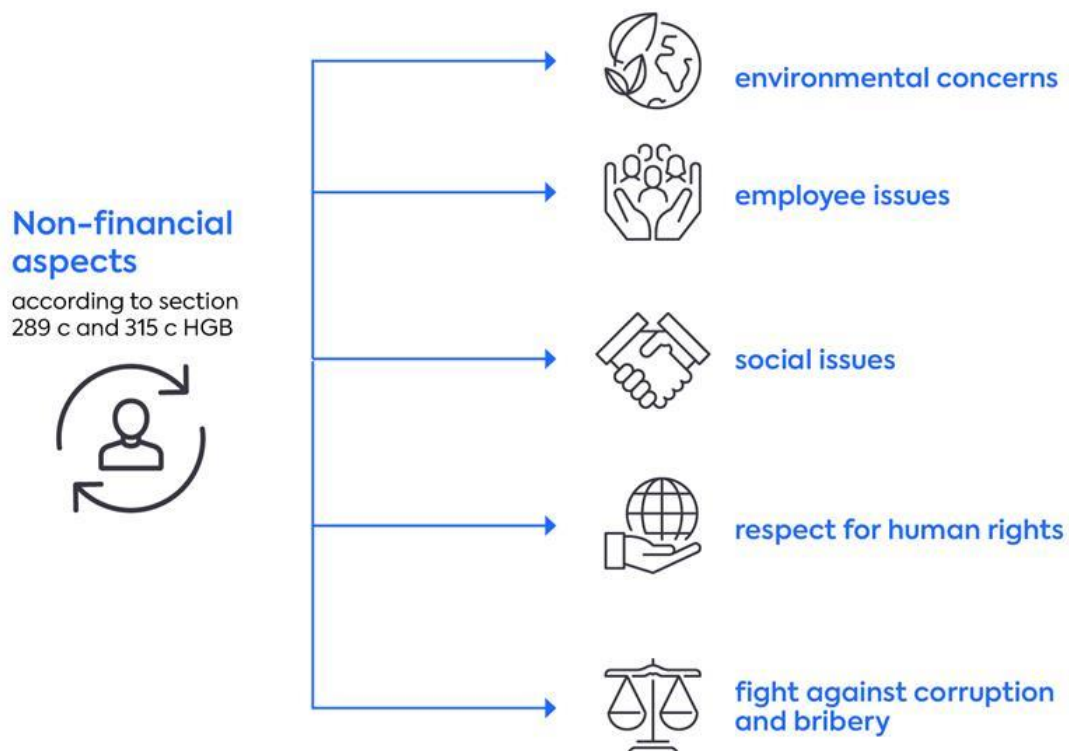 Non-financial
aspects
according to section
289 c and 315 c HGB
environmental concerns
employee issues
social issues
respect for human rights
fight against corruption
and bribery